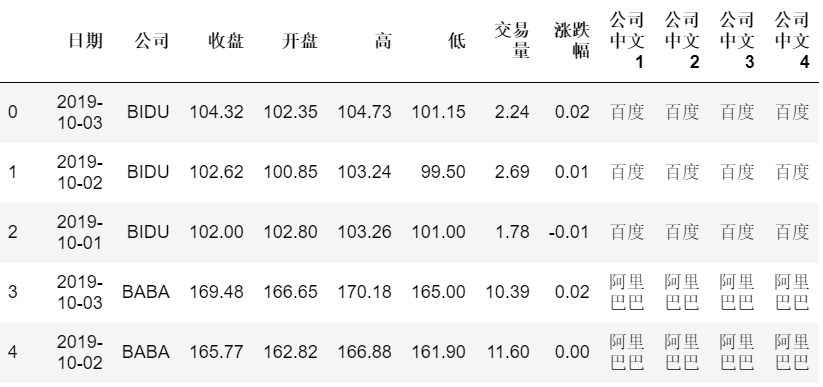 日期 公司 收盘 开盘 高 低 交易量 涨跌幅 公司中文1 公司中文2 公司中文3 公司中文4
0 2019-10-03 BIDU 104.32 102.35 104.73 101.15 2.24 0.02 百度 百度 百度 百度
1 2019-10-02 BIDU 102.62 100.85 103.24 99.50 2.69 0.01 百度 百度 百度 百度
2 2019-10-01 BIDU 102.00 102.80 103.26 101.00 1.78 -0.01 百度 百度 百度 百度
3 2019-10-03 BABA 169.48 166.65 170.18 165.00 10.39 0.02 阿里巴巴 阿里巴巴 阿里巴巴 阿里巴巴
4 2019-10-02 BABA 165.77 162.82 166.88 161.90 11.60 0.00 阿里巴巴 阿里巴巴 阿里巴巴 阿里巴巴